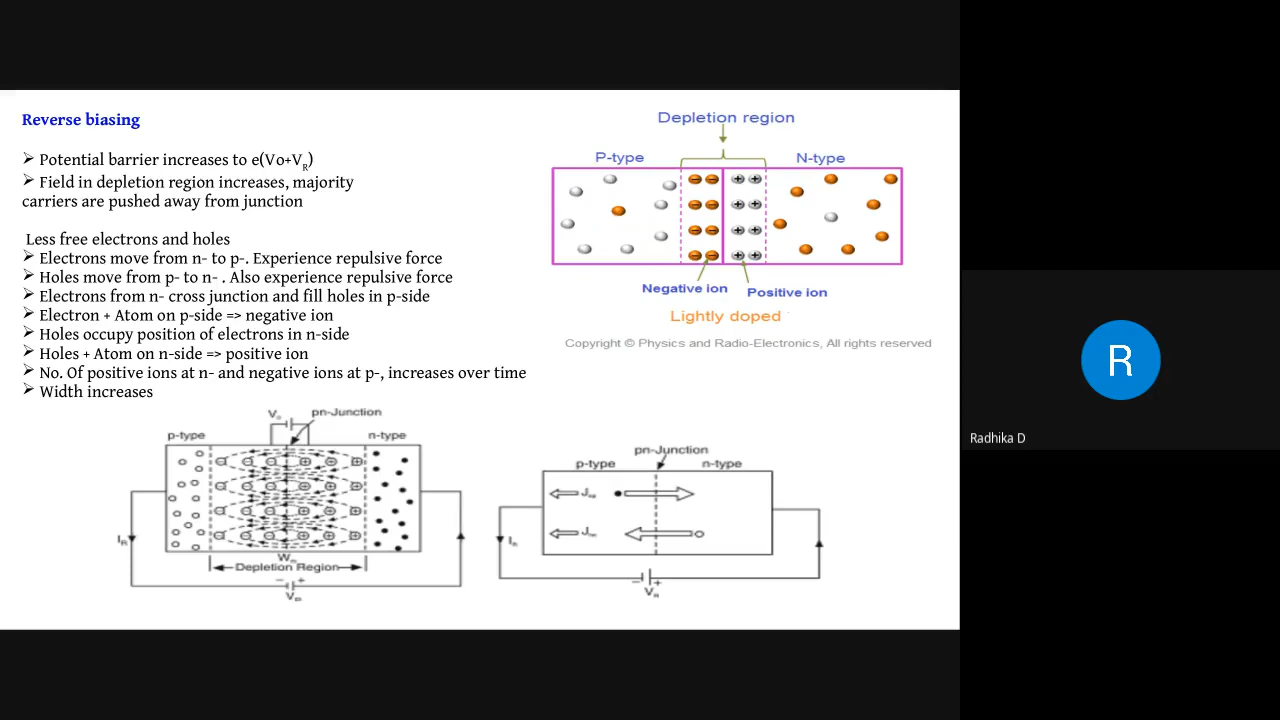 Reverse biasing
➢ Potential barrier increases to e(Vo+VR)
➢ Field in depletion region increases, majority
carriers are pushed away from junction
Less free electrons and holes
➢ Electrons move from n- to p-. Experience repulsive force
➢ Holes move from p- to n- . Also experience repulsive force
➢ Electrons from n- cross junction and fill holes in p-side
➢ Electron + Atom on p-side => negative ion
➢ Holes occupy position of electrons in n-side
➢ Holes + Atom on n-side => positive ion
➢ No. Of positive ions at n- and negative ions at p-, increases over time
➢ Width increases
Depletion region
P-type
N-type
Negative ion
Positive ion
Lightly doped
Copyright © Physics and Radio-Electronics, All rights reserved
pn-Junction
p-type
n-type
Depletion Region
pn-Junction
p-type
n-type
R
Radhika D